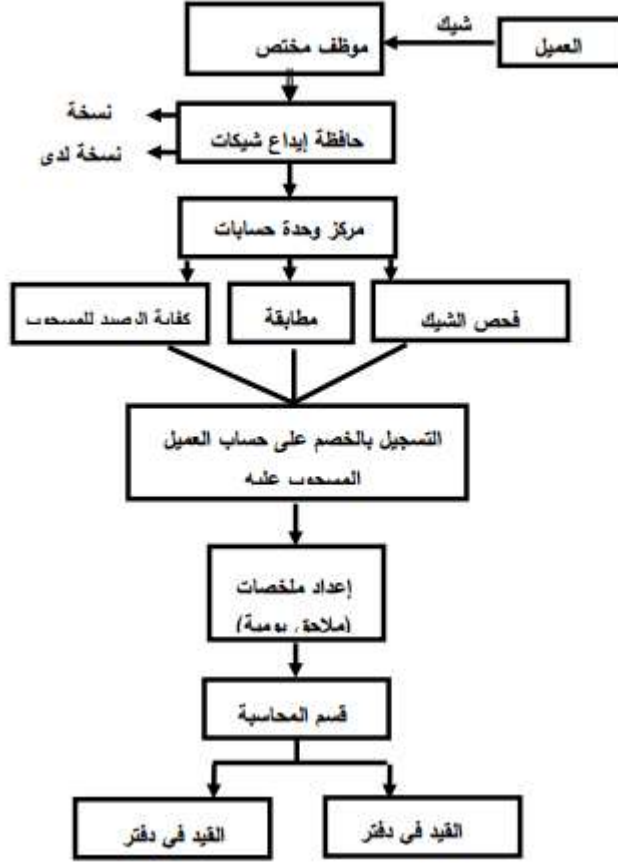 العميل
شيك
موظف مختص
حافظة إيداع شيكات
نسخة
نسخة لدى
مركز وحدة حسابات
فحص الشيك
مطابقة
كفاية الرصيد للمسحوب
التسجيل بالخصم على حساب العميل
المسحوب عليه
إعداد ملخصات
(ملاحق يومية)
قسم المحاسبة
القيد في دفتر
القيد في دفتر